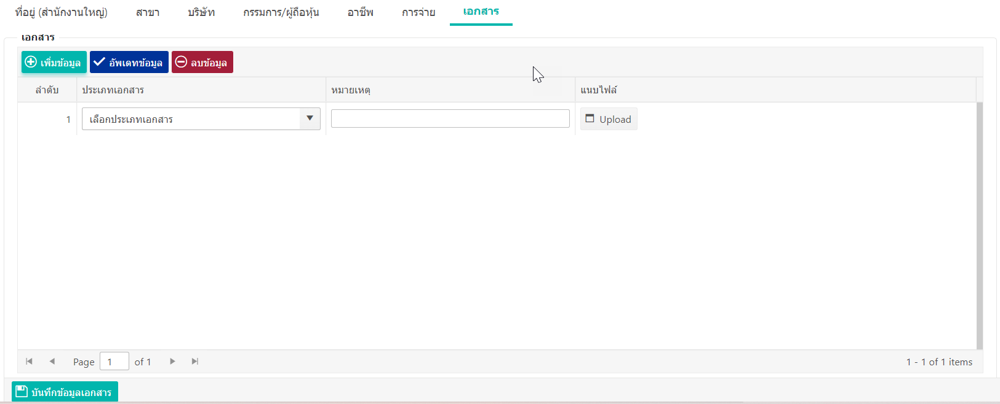 ที่อยู่ (สำนักงานใหญ่) สาขา บริษัท กรรมการ/ผู้ถือหุ้น อาชีพ การจ่าย เอกสาร
เอกสาร
เพิ่มข้อมูล อัพเดทข้อมูล ลบข้อมูล
ลำดับ ประเภทเอกสาร หมายเหตุ แนบไฟล์
1 เลือกประเภทเอกสาร Upload
Page 1 of 1 1 - 1 of 1 items
บันทึกข้อมูลเอกสาร